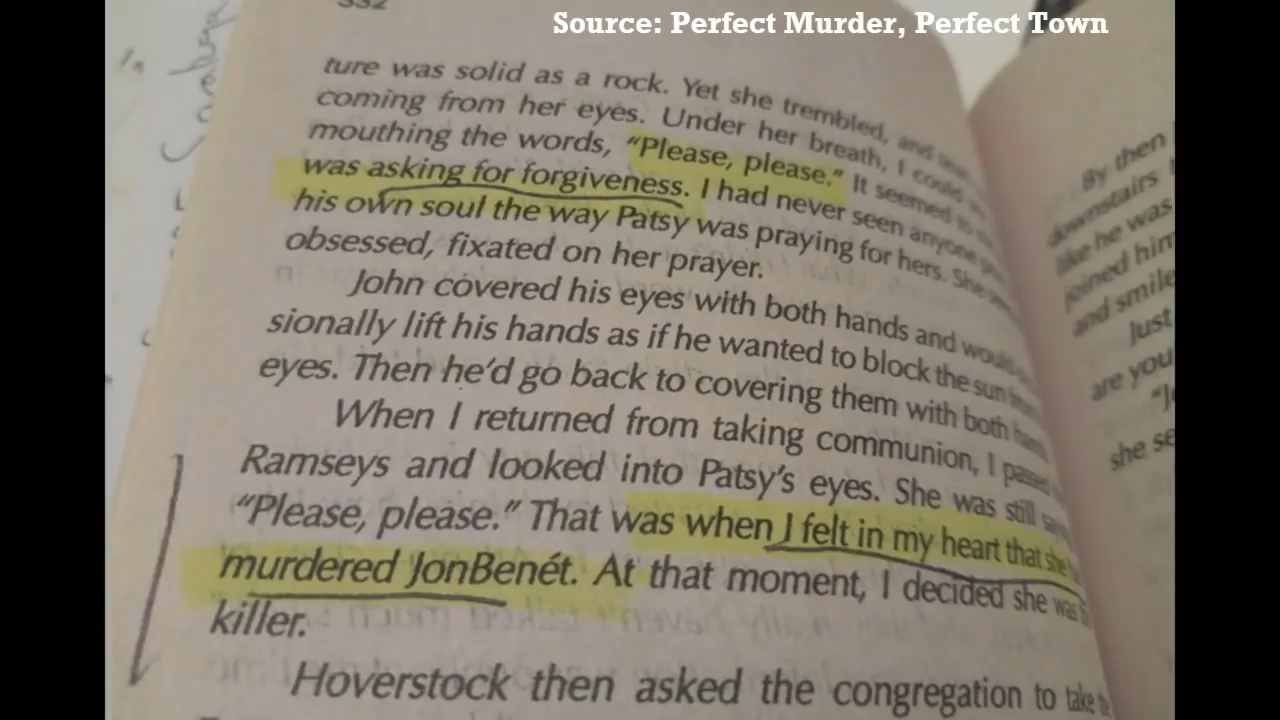 332
Source: Perfect Murder, Perfect Town
ture was solid as a rock. Yet she trembled, and
coming from her eyes. Under her breath, I could
mouthing the words, “Please, please.” It seemed to
was asking for forgiveness. I had never seen anyone
his own soul the way Patsy was praying for hers. She
obsessed, fixated on her prayer.
John covered his eyes with both hands and would
sionally lift his hands as if he wanted to block the sun from
eyes. Then he’d go back to covering them with both
When I returned from taking communion, I passed
Ramseys and looked into Patsy’s eyes. She was still
“Please, please.” That was when I felt in my heart that she
murdered JonBenét. At that moment, I decided she was
killer.
Hoverstock then asked the congregation to take
By then
downstairs
like he was
joined him
and smile
Just
are you
she se